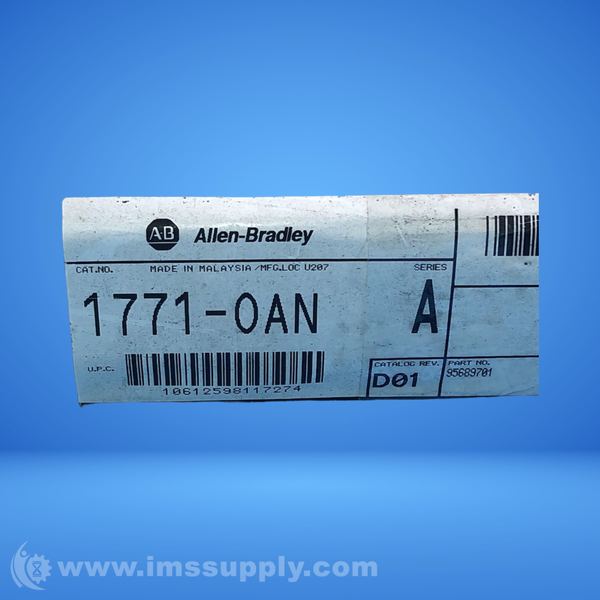 AB Allen-Bradley
CAT.NO. MADE IN MALAYSIA /MFG.LOC U207 SERIES
1771-OAN A
U.P.C. CATALOG REV. PART NO.
10612598117274 D01 95689701
www.imssupply.com